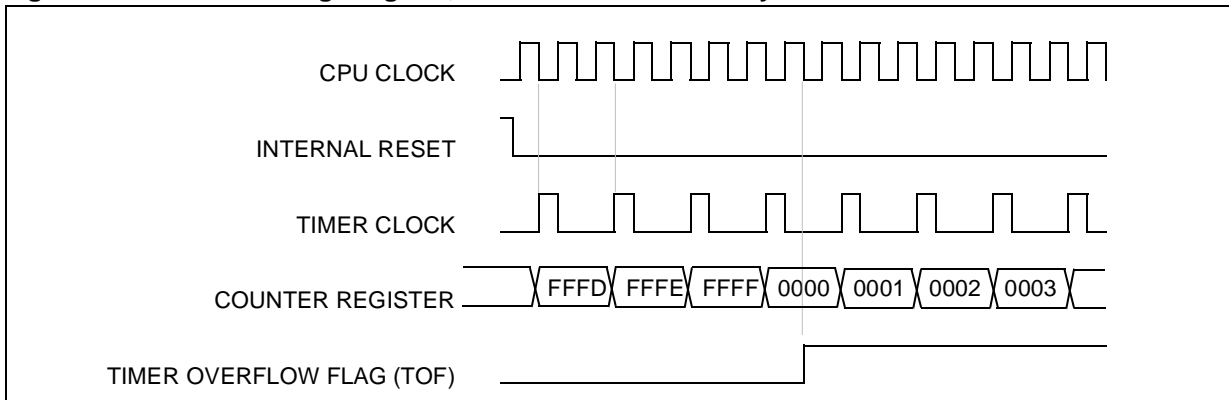 CPU CLOCK
INTERNAL RESET
TIMER CLOCK
COUNTER REGISTER FFFD FFFE FFFF 0000 0001 0002 0003
TIMER OVERFLOW FLAG (TOF)